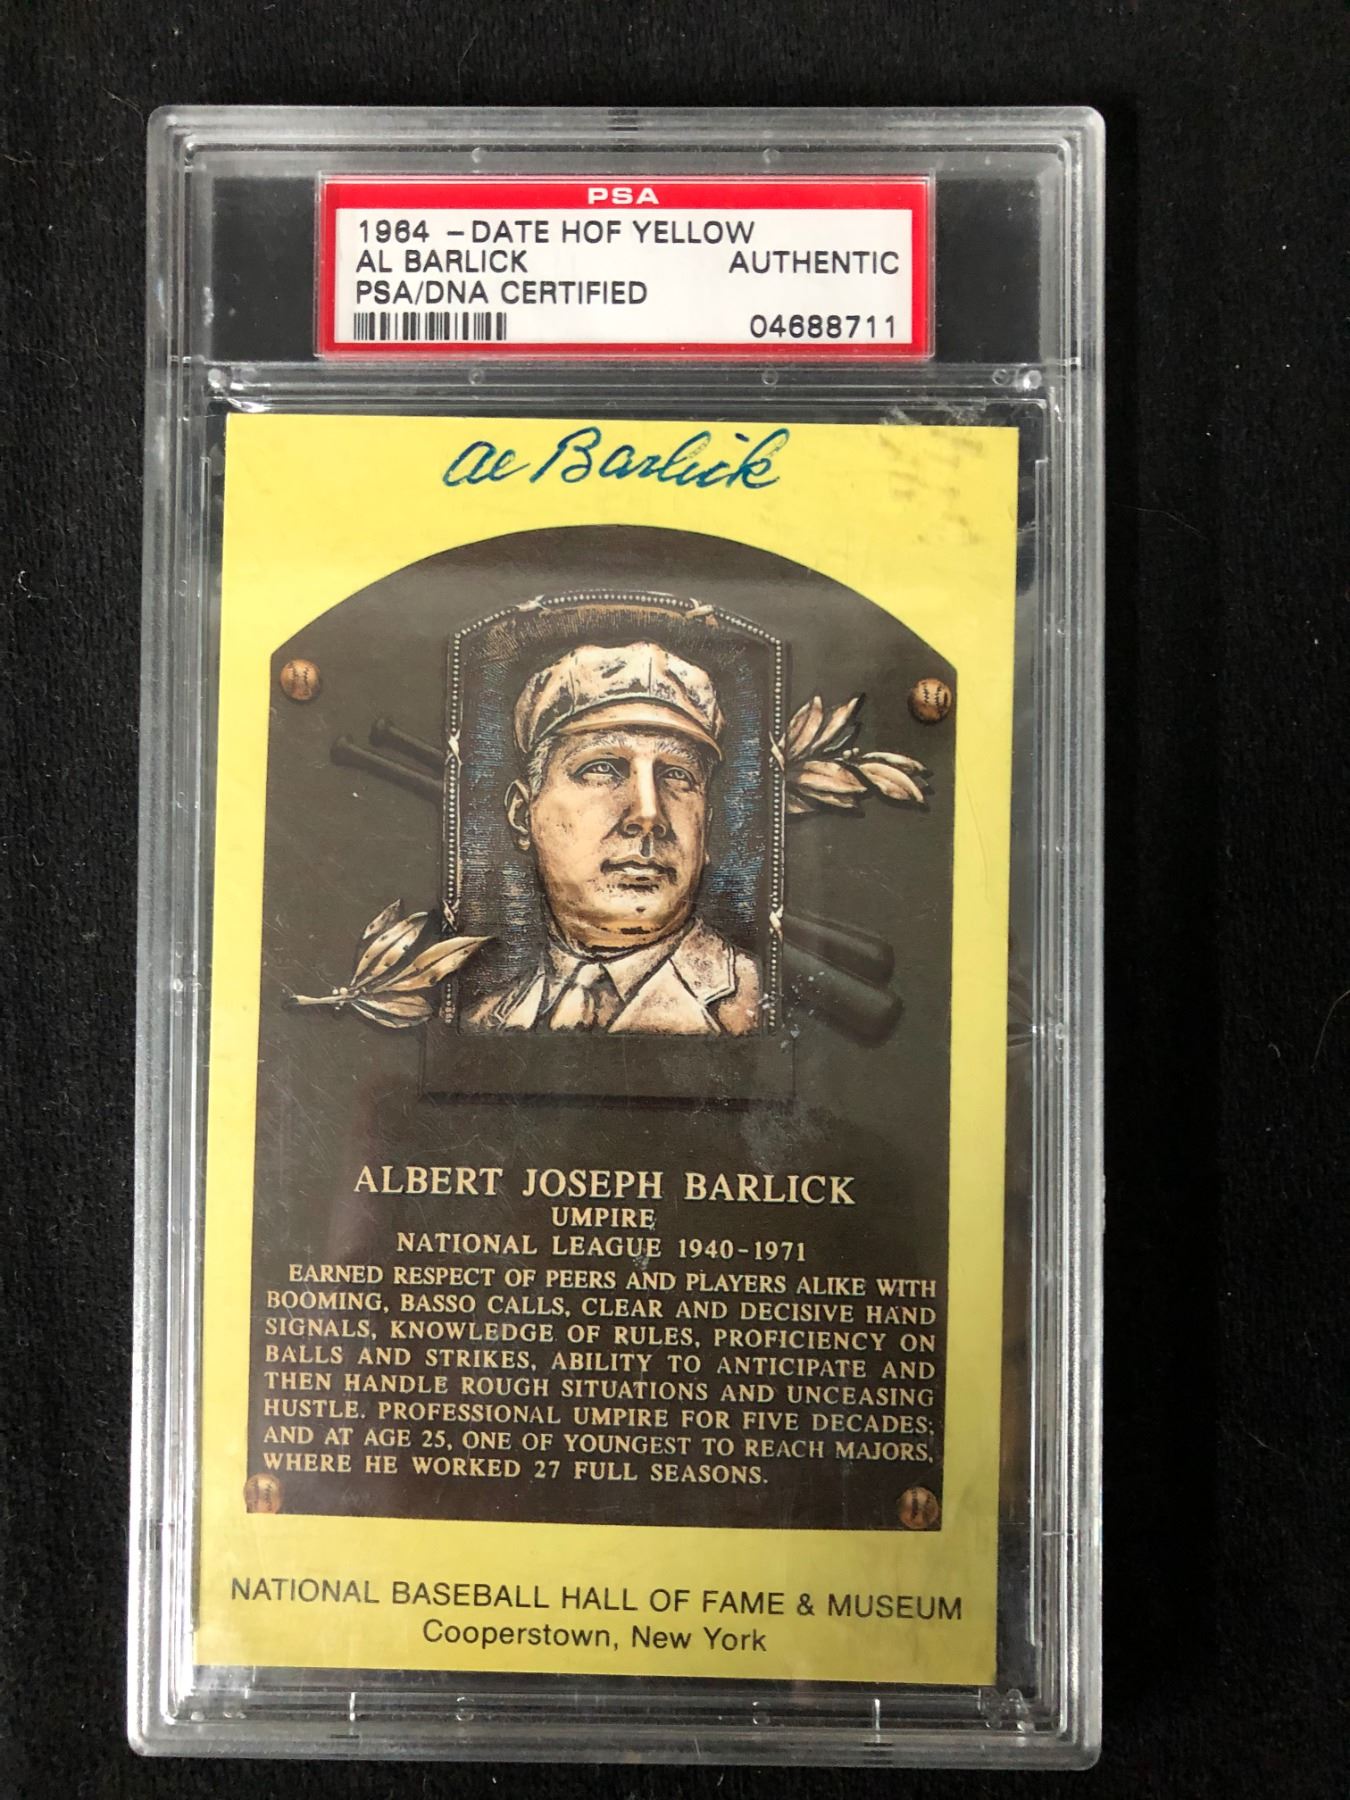 PSA
1964 -DATE HOF YELLOW
AL BARLICK AUTHENTIC
PSA/DNA CERTIFIED
04688711
Al Barlick
ALBERT JOSEPH BARLICK
UMPIRE
NATIONAL LEAGUE 1940-1971
EARNED RESPECT OF PEERS AND PLAYERS ALIKE WITH
BOOMING, BASSO CALLS, CLEAR AND DECISIVE HAND
SIGNALS, KNOWLEDGE OF RULES, PROFICIENCY ON
BALLS AND STRIKES, ABILITY TO ANTICIPATE AND
THEN HANDLE ROUGH SITUATIONS AND UNCEASING
HUSTLE. PROFESSIONAL UMPIRE FOR FIVE DECADES;
AND AT AGE 25, ONE OF YOUNGEST TO REACH MAJORS,
WHERE HE WORKED 27 FULL SEASONS.
NATIONAL BASEBALL HALL OF FAME & MUSEUM
Cooperstown, New York